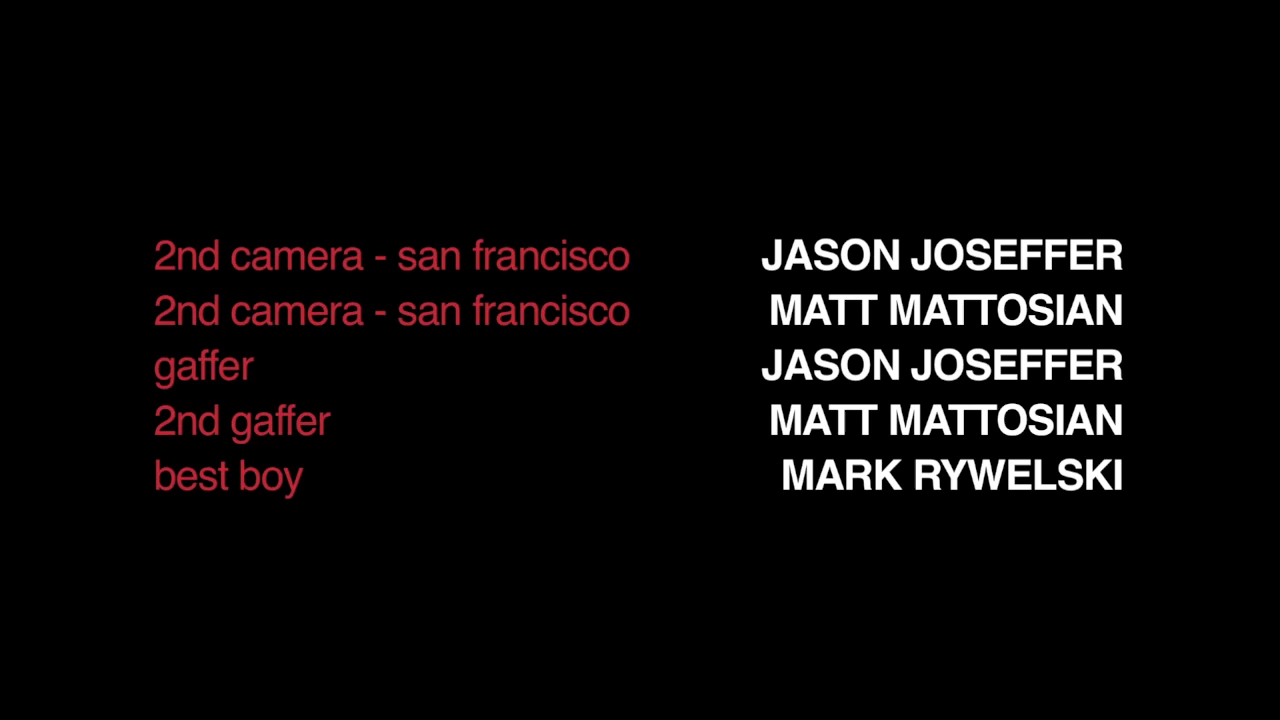 2nd camera - san francisco JASON JOSEFFER
2nd camera - san francisco MATT MATTOSIAN
gaffer JASON JOSEFFER
2nd gaffer MATT MATTOSIAN
best boy MARK RYWELSKI